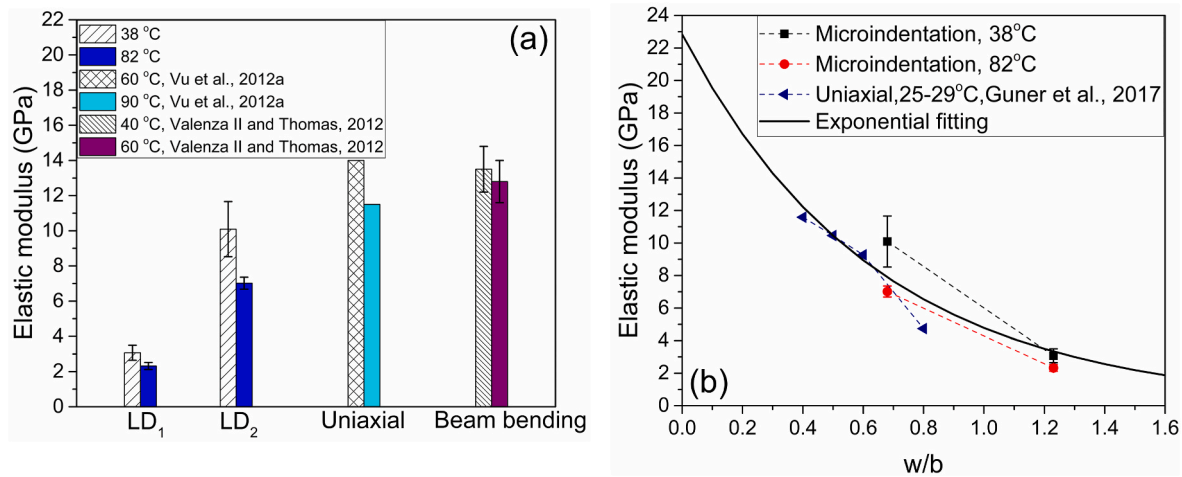 22
20
18
16
14
12
10
8
6
4
2
0
Elastic modulus (GPa)
(a)
38 °C
82 °C
60 °C, Vu et al., 2012a
90 °C, Vu et al., 2012a
40 °C, Valenza II and Thomas, 2012
60 °C, Valenza II and Thomas, 2012
LD₁ LD₂ Uniaxial Beam bending
24
22
20
18
16
14
12
10
8
6
4
2
0
Elastic modulus (GPa)
Microindentation, 38°C
Microindentation, 82°C
Uniaxial,25-29°C,Guner et al., 2017
Exponential fitting
(b)
0.0 0.2 0.4 0.6 0.8 1.0 1.2 1.4 1.6
w/b